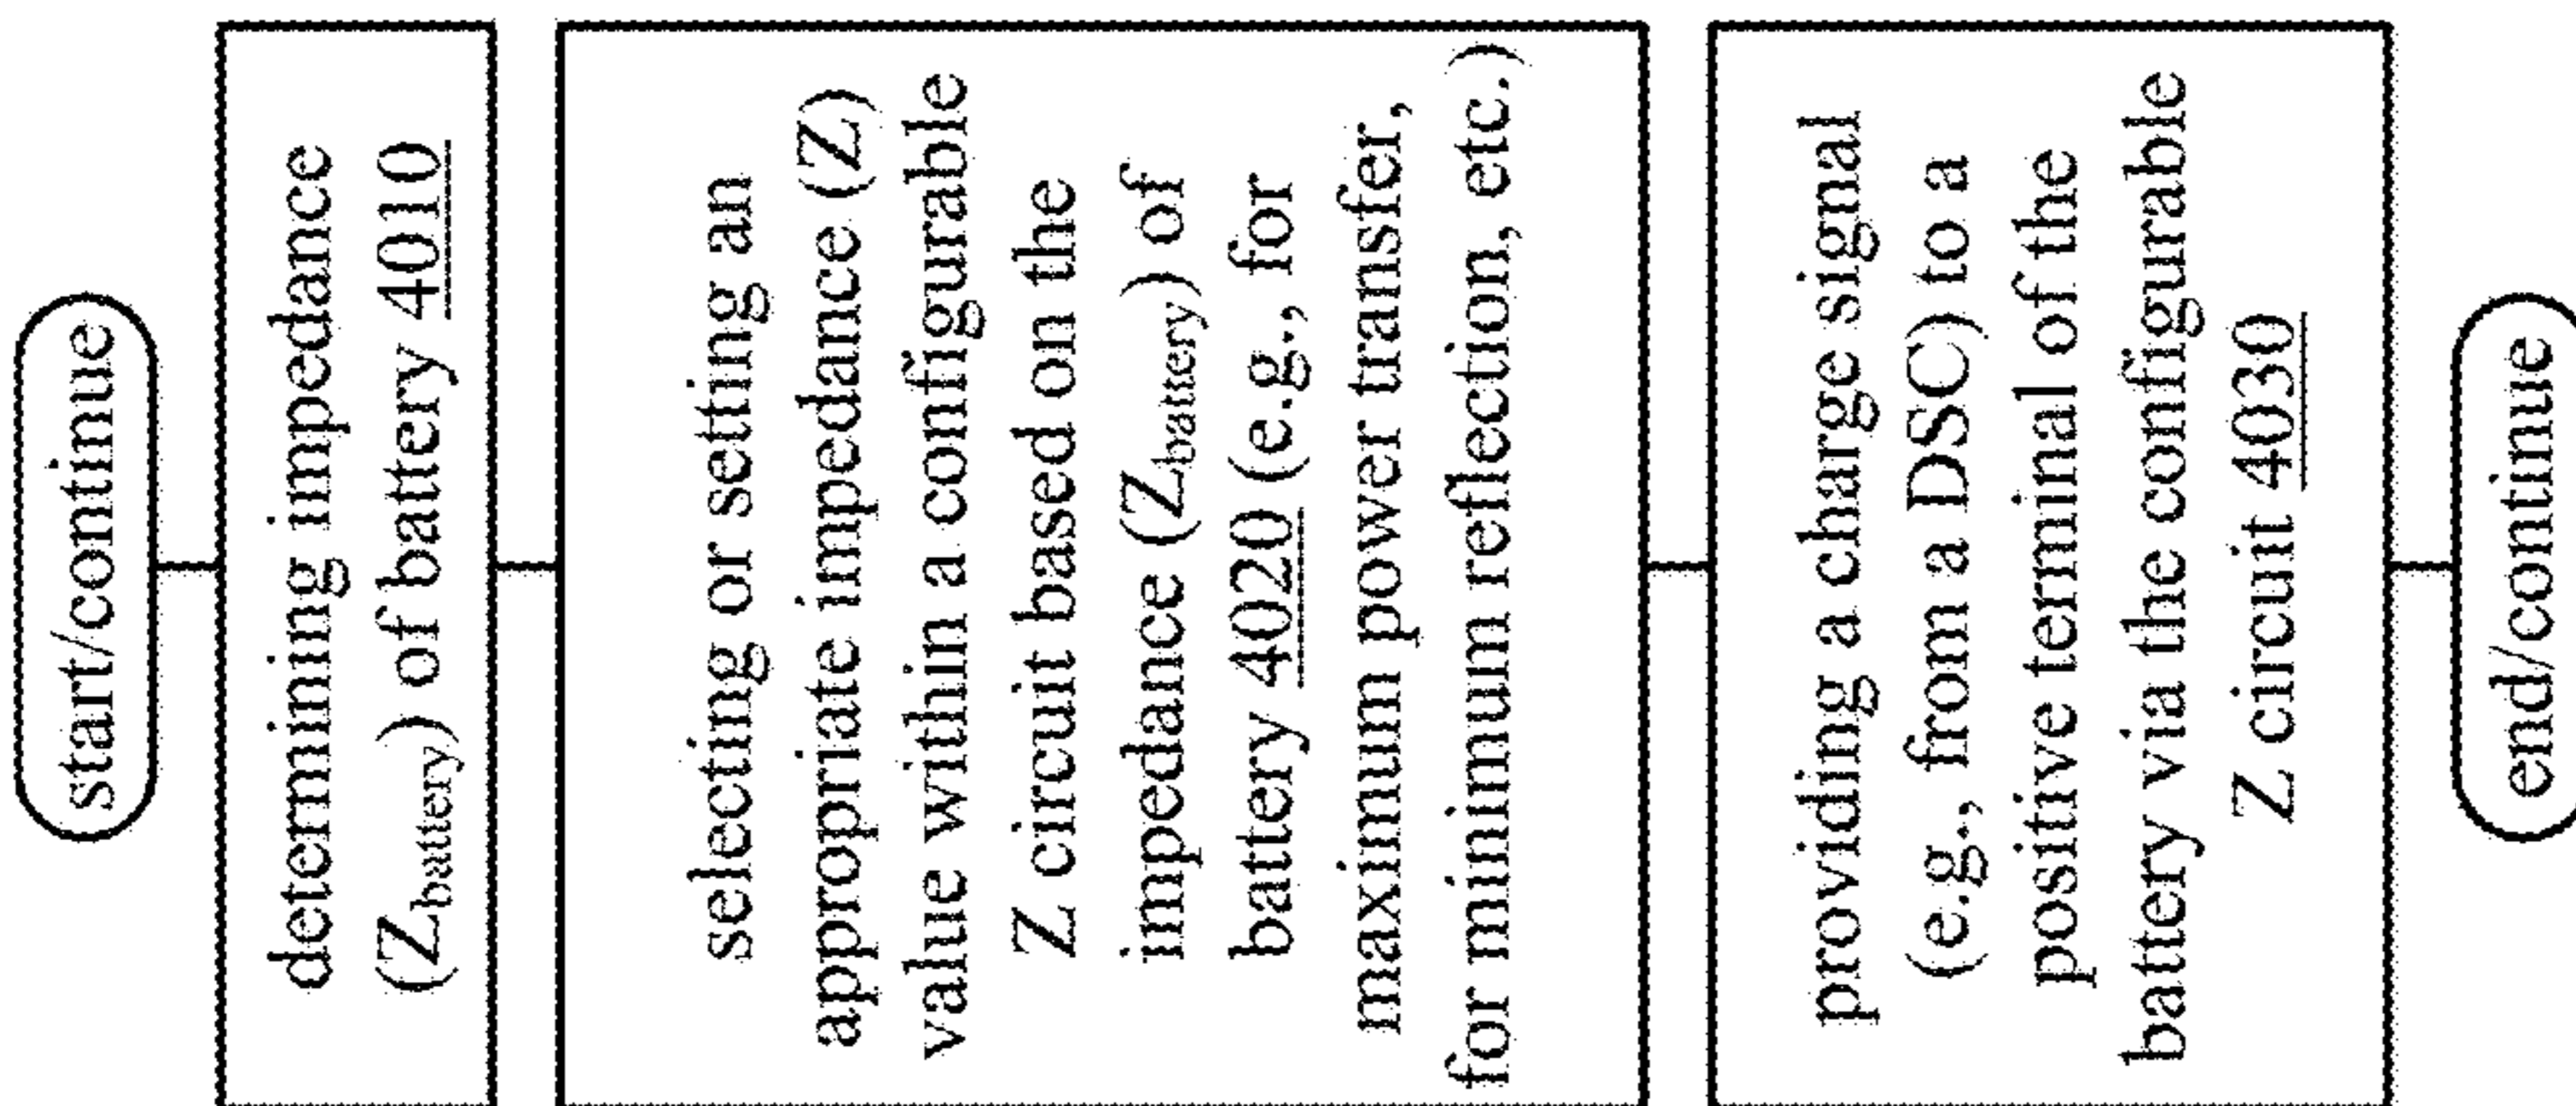 start/continue
determining impedance
(Zbattery) of battery 4010
selecting or setting an
appropriate impedance (Z)
value within a configurable
Z circuit based on the
impedance (Zbattery) of
battery 4020 (e.g., for
maximum power transfer,
for minimum reflection, etc.)
providing a charge signal
(e.g., from a DSC) to a
positive terminal of the
battery via the configurable
Z circuit 4030
end/continue